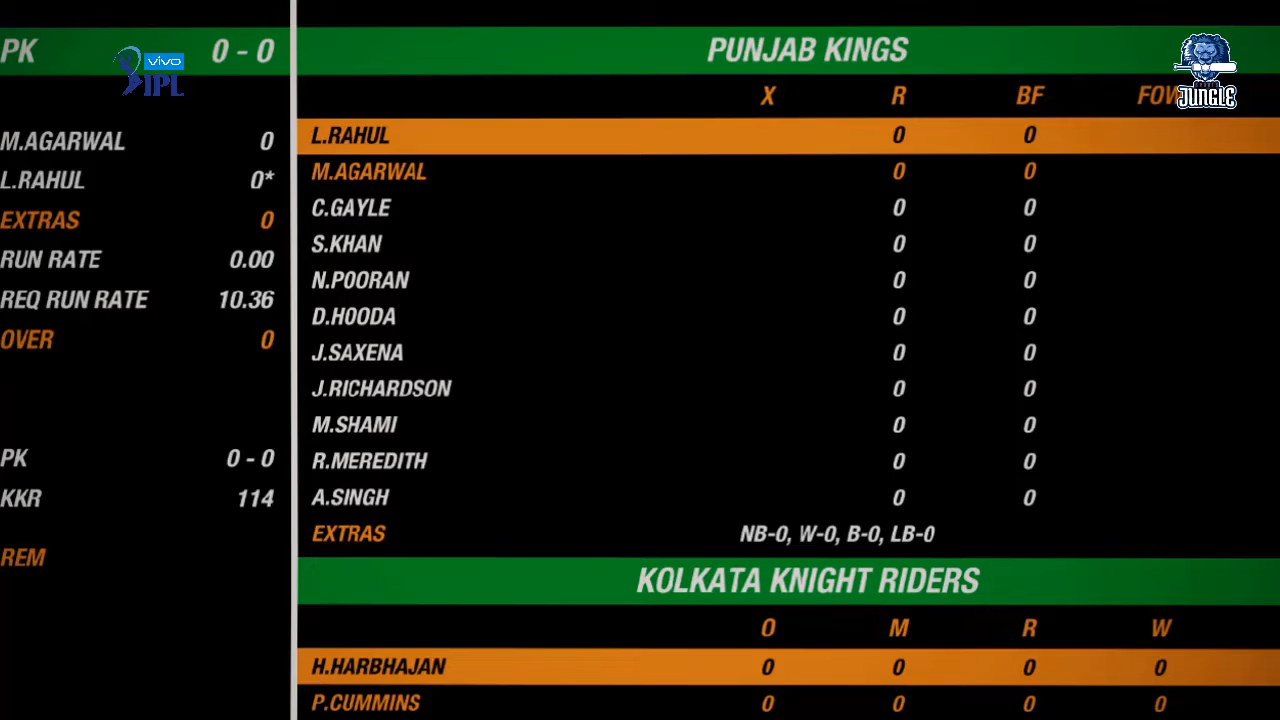 PK 0 - 0
vivo
IPL
M.AGARWAL 0
L.RAHUL 0*
EXTRAS 0
RUN RATE 0.00
REQ RUN RATE 10.36
OVER 0
PK 0 - 0
KKR 114
REM
PUNJAB KINGS
X R BF FOW
JUNGLE
L.RAHUL 0 0
M.AGARWAL 0 0
C.GAYLE 0 0
S.KHAN 0 0
N.POORAN 0 0
D.HOODA 0 0
J.SAXENA 0 0
J.RICHARDSON 0 0
M.SHAMI 0 0
R.MEREDITH 0 0
A.SINGH 0 0
EXTRAS NB-0, W-0, B-0, LB-0
KOLKATA KNIGHT RIDERS
O M R W
H.HARBHAJAN 0 0 0 0
P.CUMMINS 0 0 0 0